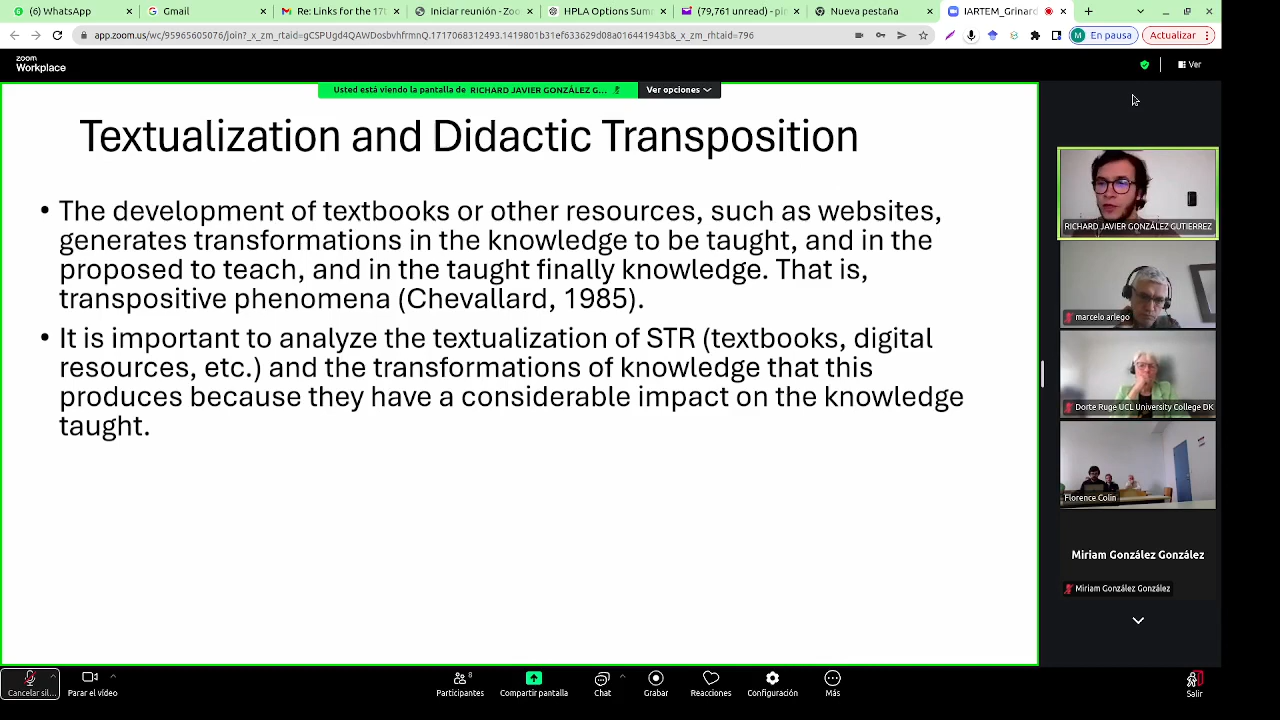 (6) WhatsApp
Gmail
Re: Links for the 17t
Iniciar reunión - Zoo
HPLA Options Sum
(79,761 unread) - pi
Nueva pestaña
IARTEM_Grinard
app.zoom.us/wc/95965605076/join?_x_zm_rtaid=gCSPUgd4QAWOtvhfrmnQ.1717068312493.1419801b31ef633629d08a016441943b&_x_zm_rhtaid=796
M En pausa
Actualizar
zoom
Workplace
Ver
Usted está viendo la pantalla de RICHARD JAVIER GONZÁLEZ G...
Ver opciones
Textualization and Didactic Transposition
• The development of textbooks or other resources, such as websites,
generates transformations in the knowledge to be taught, and in the
proposed to teach, and in the taught finally knowledge. That is,
transpositive phenomena (Chevallard, 1985).
• It is important to analyze the textualization of STR (textbooks, digital
resources, etc.) and the transformations of knowledge that this
produces because they have a considerable impact on the knowledge
taught.
RICHARD JAVIER GONZÁLEZ GUTIERREZ
marcelo arlego
Dorte Ruge UCL University College DK
Florence Colin
Miriam González González
Miriam González González
Cancelar sil...
Parar el vídeo
8
Participantes
Compartir pantalla
Chat
Grabar
Reacciones
Configuración
Más
Salir